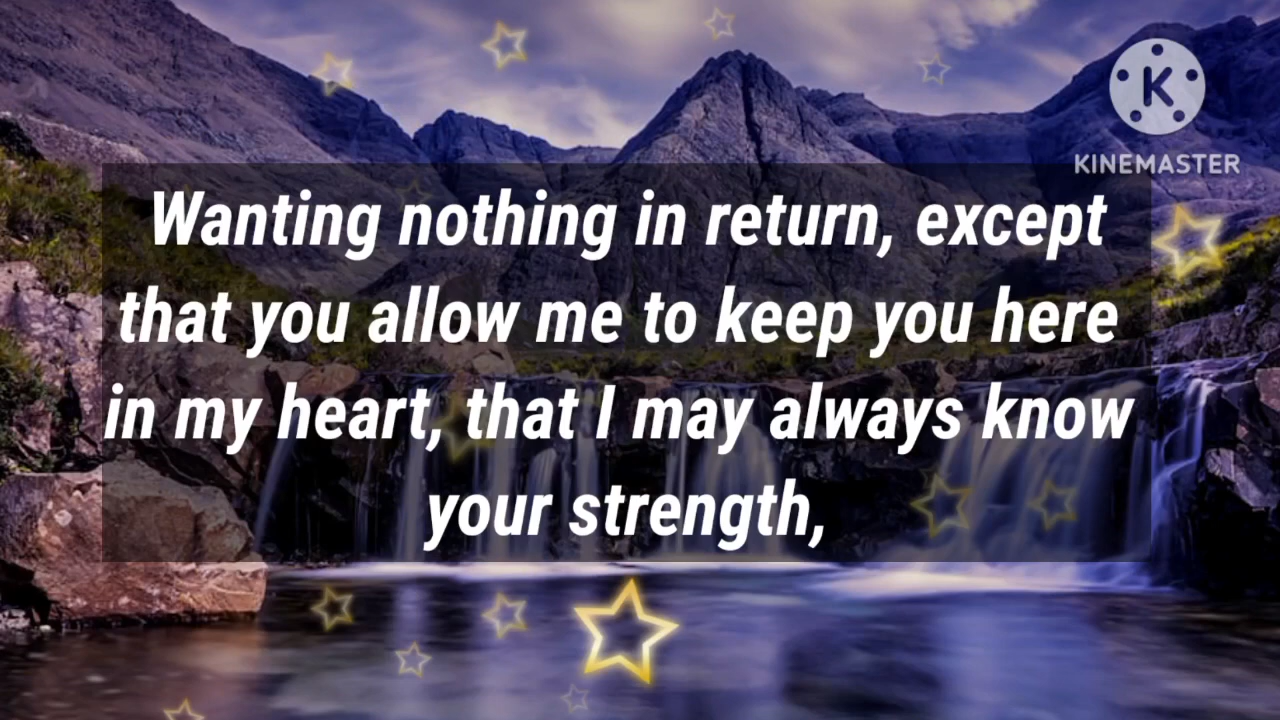 K
KINEMASTER
Wanting nothing in return, except
that you allow me to keep you here
in my heart, that I may always know
your strength,